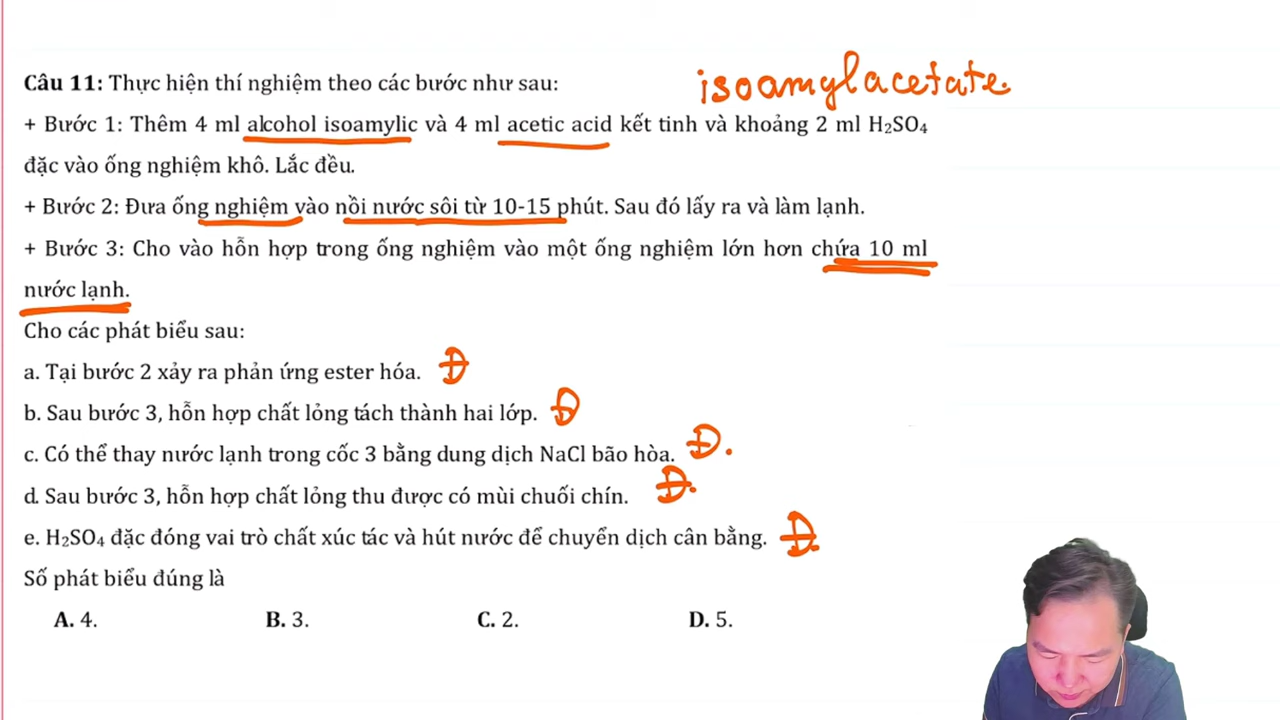 isoamylacetate.
Câu 11: Thực hiện thí nghiệm theo các bước như sau:
+ Bước 1: Thêm 4 ml alcohol isoamylic và 4 ml acetic acid kết tinh và khoảng 2 ml H₂SO₄
đặc vào ống nghiệm khô. Lắc đều.
+ Bước 2: Đưa ống nghiệm vào nồi nước sôi từ 10-15 phút. Sau đó lấy ra và làm lạnh.
+ Bước 3: Cho vào hỗn hợp trong ống nghiệm vào một ống nghiệm lớn hơn chứa 10 ml
nước lạnh.
Cho các phát biểu sau:
a. Tại bước 2 xảy ra phản ứng ester hóa. Đ
b. Sau bước 3, hỗn hợp chất lỏng tách thành hai lớp. Đ
c. Có thể thay nước lạnh trong cốc 3 bằng dung dịch NaCl bão hòa. Đ.
d. Sau bước 3, hỗn hợp chất lỏng thu được có mùi chuối chín. Đ.
e. H₂SO₄ đặc đóng vai trò chất xúc tác và hút nước để chuyển dịch cân bằng. Đ.
Số phát biểu đúng là
A. 4. B. 3. C. 2. D. 5.